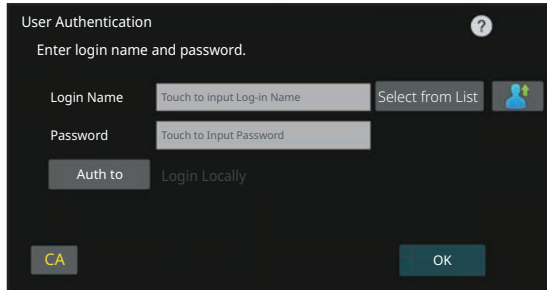 User Authentication
?
Enter login name and password.
Login Name
Touch to input Log-in Name
Select from List
Password
Touch to Input Password
Auth to
Login Locally
CA
OK